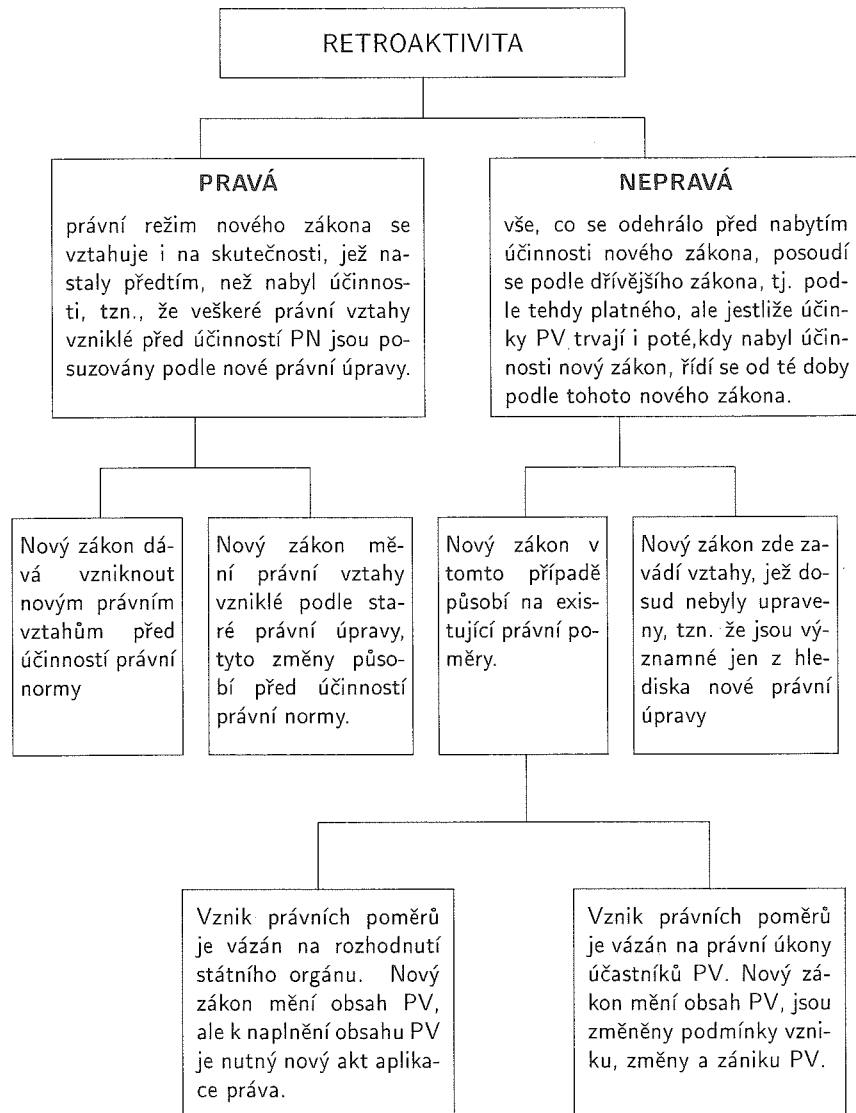 RETROAKTIVITA
PRAVÁ
právní režim nového zákona se
vztahuje i na skutečnosti, jež na-
staly předtím, než nabyl účinnos-
ti, tzn., že veškeré právní vztahy
vzniklé před účinností PN jsou po-
suzovány podle nové právní úpravy.
NEPRAVÁ
vše, co se odehrálo před nabytím
účinnosti nového zákona, posoudí
se podle dřívějšího zákona, tj. pod-
le tehdy platného, ale jestliže účin-
ky PV trvají i poté,kdy nabyl účin-
nosti nový zákon, řídí se od té doby
podle tohoto nového zákona.
Nový zákon dá-
vá vzniknout
novým právním
vztahům před
účinností právní
normy
Nový zákon mě-
ní právní vztahy
vzniklé podle sta-
ré právní úpravy,
tyto změny půso-
bí před účinností
právní normy.
Nový zákon v
tomto případě
působí na exis-
tující právní po-
měry.
Nový zákon zde za-
vádí vztahy, jež do-
sud nebyly uprave-
ny, tzn. že jsou vý-
znamné jen z hle-
diska nové právní
úpravy
Vznik právních poměrů
je vázán na rozhodnutí
státního orgánu. Nový
zákon mění obsah PV,
ale k naplnění obsahu PV
je nutný nový akt aplika-
ce práva.
Vznik právních poměrů
je vázán na právní úkony
účastníků PV. Nový zá-
kon mění obsah PV, jsou
změněny podmínky vzni-
ku, změny a zániku PV.